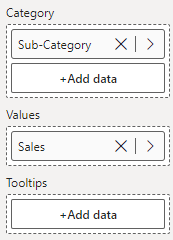 Category
Sub-Category
+Add data
Values
Sales
Tooltips
+Add data